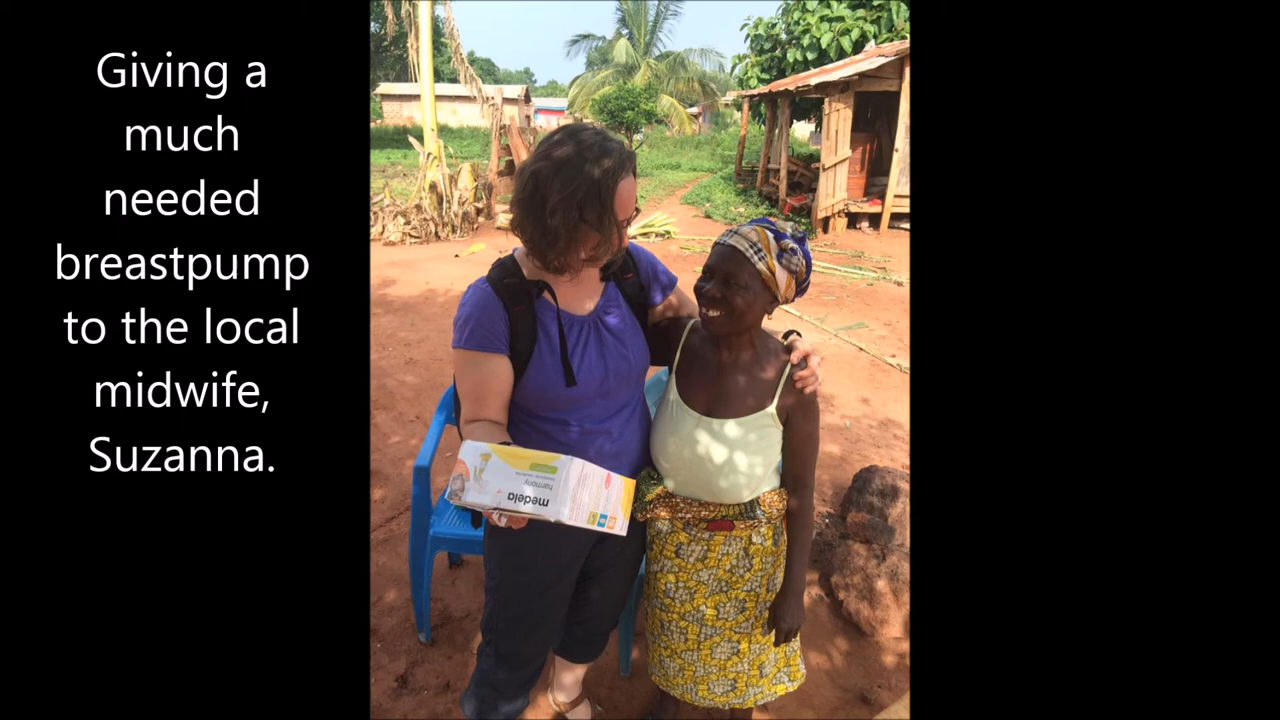 Giving a
much
needed
breastpump
to the local
midwife,
Suzanna.
harmony
medela